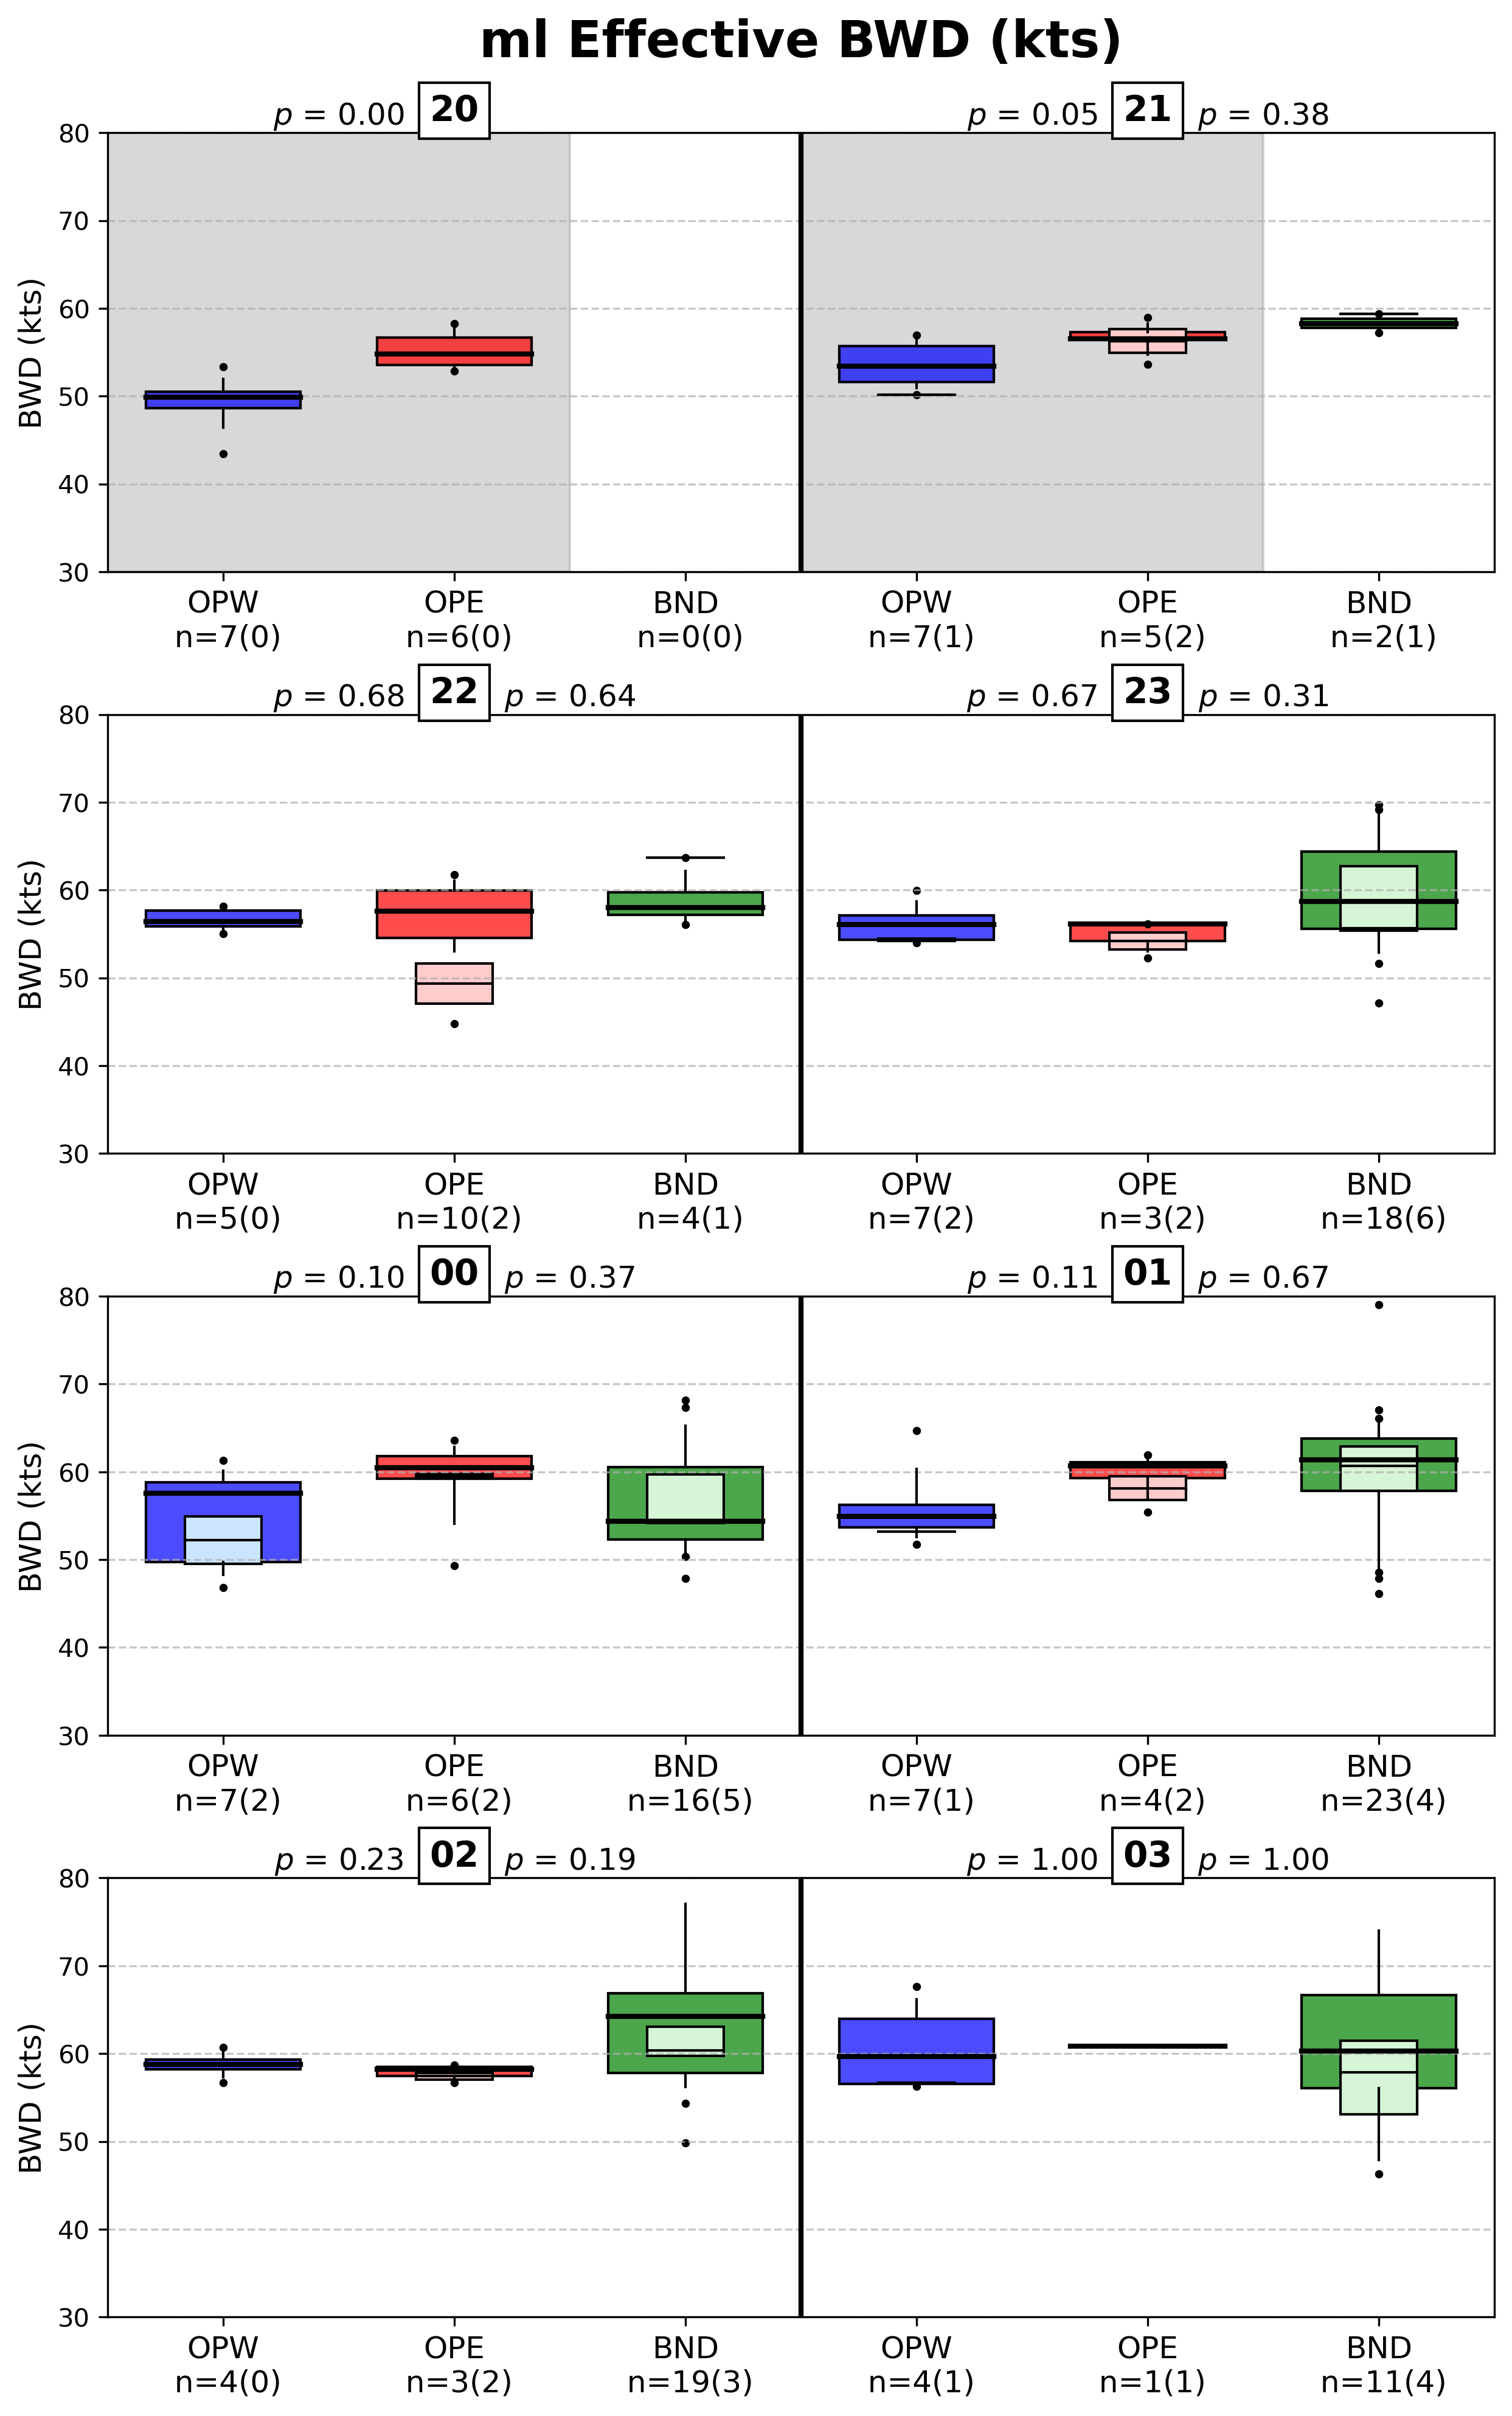 ml Effective BWD (kts)
p = 0.00 20
p = 0.05 21 p = 0.38
80
70
60
50
40
30
BWD (kts)
OPW OPE BND OPW OPE BND
n=7(0) n=6(0) n=0(0) n=7(1) n=5(2) n=2(1)
p = 0.68 22 p = 0.64
p = 0.67 23 p = 0.31
80
70
60
50
40
30
BWD (kts)
OPW OPE BND OPW OPE BND
n=5(0) n=10(2) n=4(1) n=7(2) n=3(2) n=18(6)
p = 0.10 00 p = 0.37
p = 0.11 01 p = 0.67
80
70
60
50
40
30
BWD (kts)
OPW OPE BND OPW OPE BND
n=7(2) n=6(2) n=16(5) n=7(1) n=4(2) n=23(4)
p = 0.23 02 p = 0.19
p = 1.00 03 p = 1.00
80
70
60
50
40
30
BWD (kts)
OPW OPE BND OPW OPE BND
n=4(0) n=3(2) n=19(3) n=4(1) n=1(1) n=11(4)